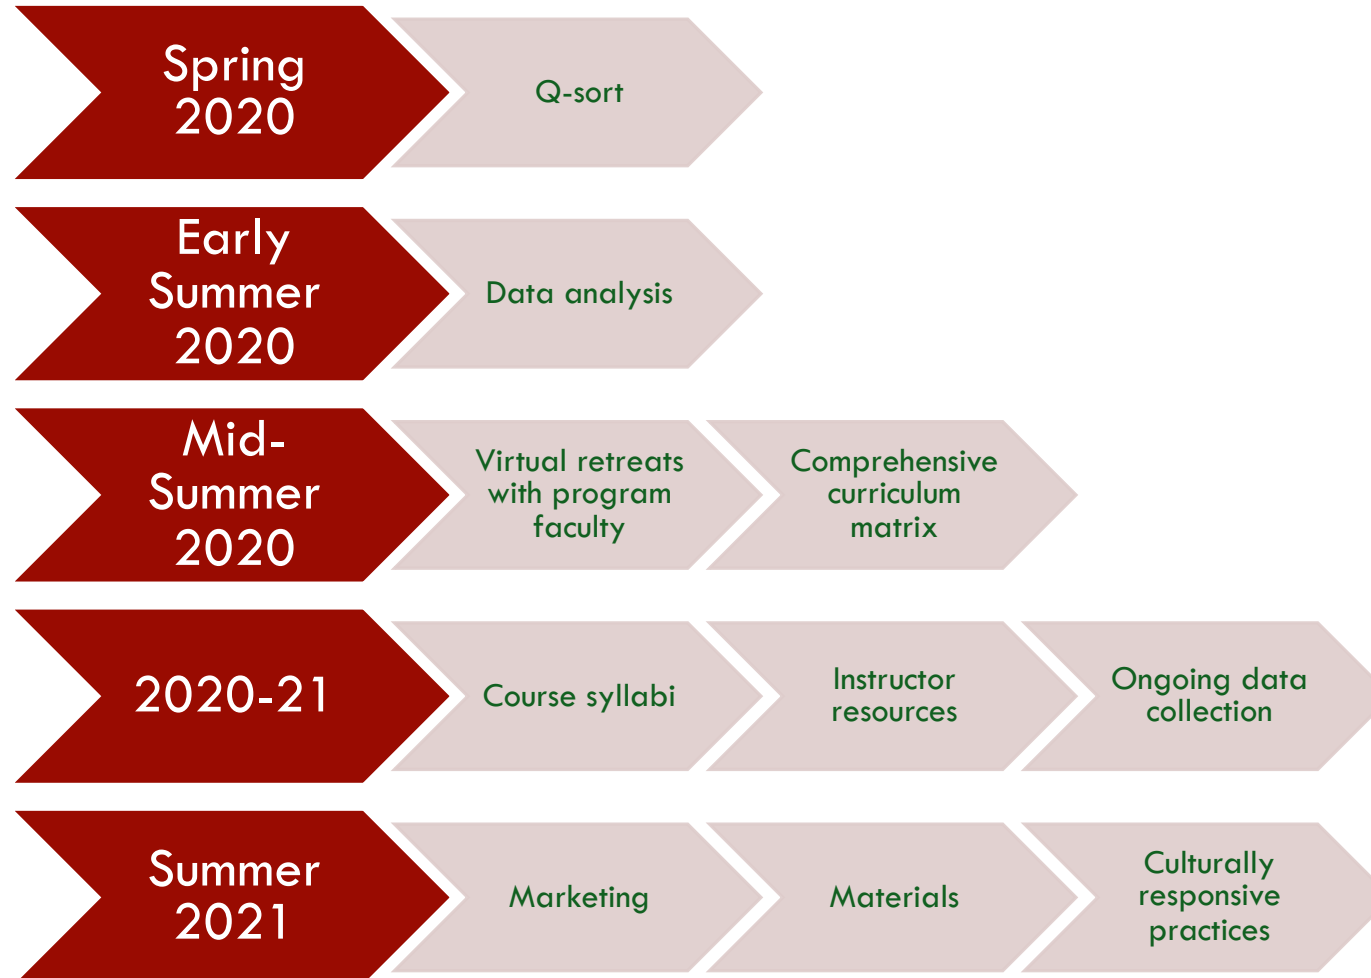 Spring
2020
Q-sort
Early
Summer
2020
Data analysis
Mid-
Summer
2020
Virtual retreats
with program
faculty
Comprehensive
curriculum
matrix
2020-21
Course syllabi
Instructor
resources
Ongoing data
collection
Summer
2021
Marketing
Materials
Culturally
responsive
practices